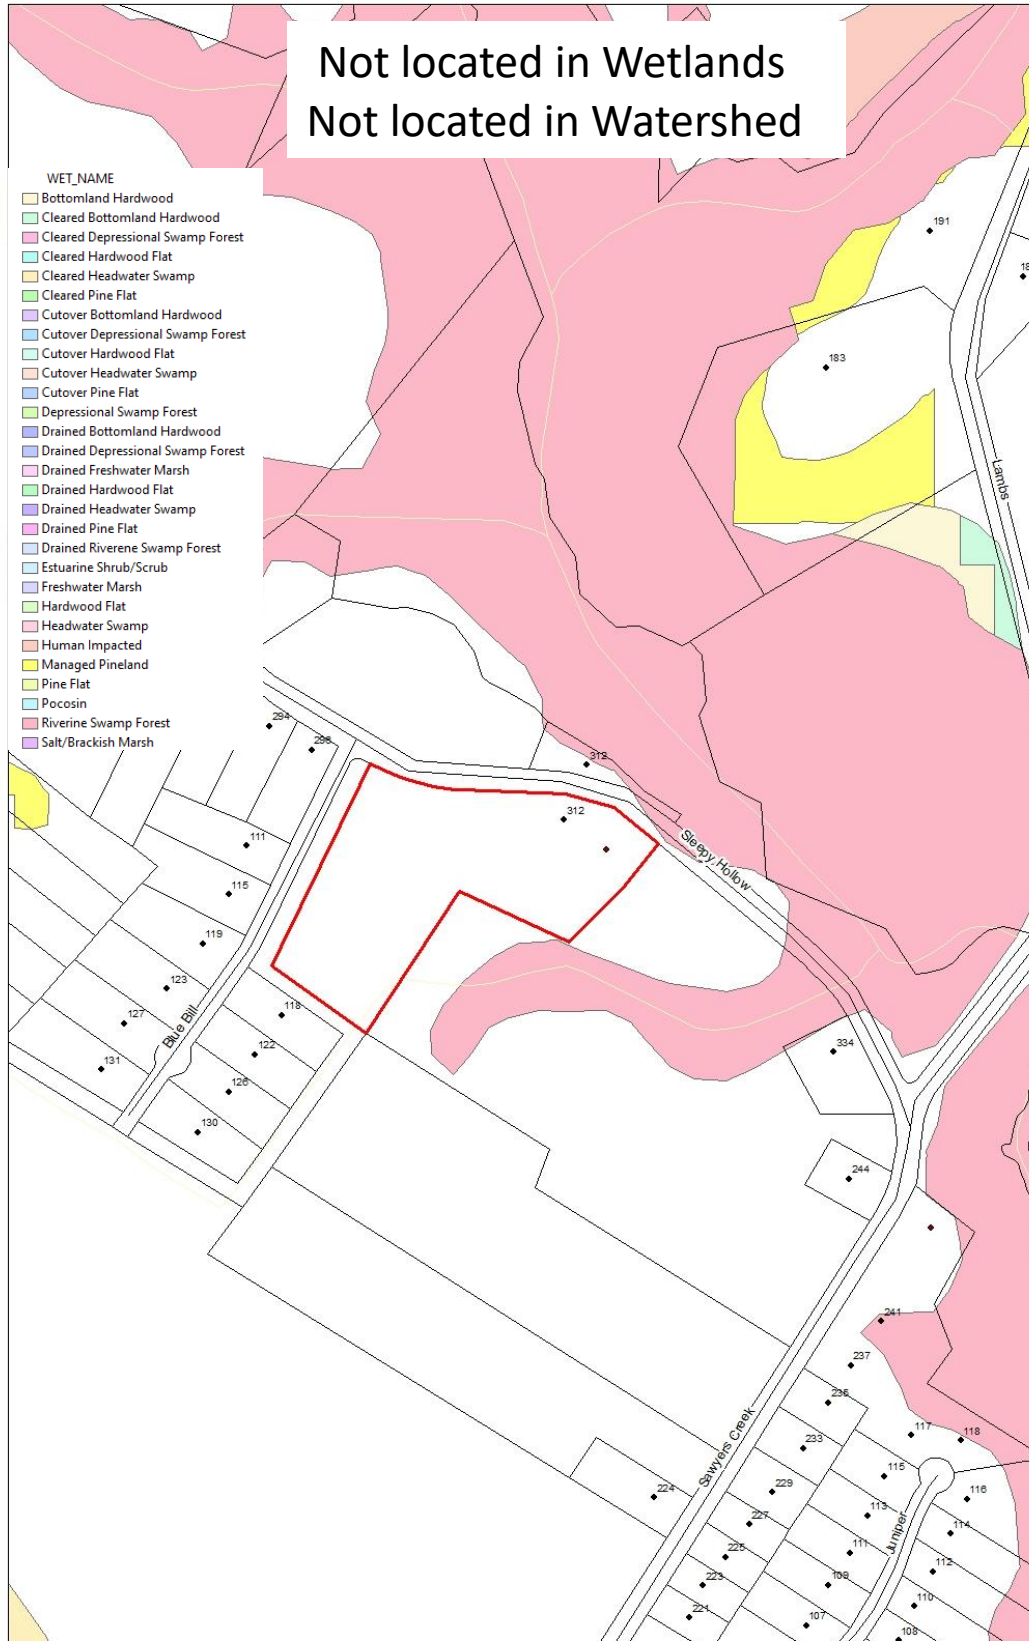 Not located in Wetlands
Not located in Watershed
WET_NAME
Bottomland Hardwood
Cleared Bottomland Hardwood
Cleared Depressional Swamp Forest
Cleared Hardwood Flat
Cleared Headwater Swamp
Cleared Pine Flat
Cutover Bottomland Hardwood
Cutover Depressional Swamp Forest
Cutover Hardwood Flat
Cutover Headwater Swamp
Cutover Pine Flat
Depressional Swamp Forest
Drained Bottomland Hardwood
Drained Depressional Swamp Forest
Drained Freshwater Marsh
Drained Hardwood Flat
Drained Headwater Swamp
Drained Pine Flat
Drained Riverene Swamp Forest
Estuarine Shrub/Scrub
Freshwater Marsh
Hardwood Flat
Headwater Swamp
Human Impacted
Managed Pineland
Pine Flat
Pocosin
Riverine Swamp Forest
Salt/Brackish Marsh
191
183
Lambs
294
298
312
312
Sleepy Hollow
111
115
119
123
127
131
Blue Bill
118
122
126
130
334
244
241
237
235
233
229
227
225
223
221
224
Sawyers Creek
117
118
115
116
113
114
111
112
109
110
107
108
Juniper